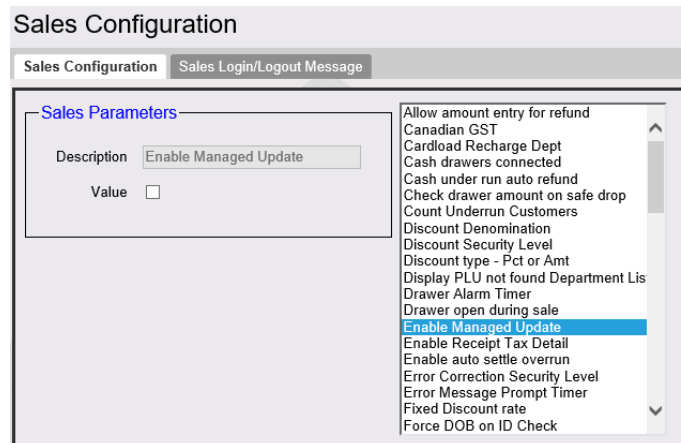 Sales Configuration
Sales Configuration Sales Login/Logout Message
Sales Parameters
Description Enable Managed Update
Value
Allow amount entry for refund
Canadian GST
Cardload Recharge Dept
Cash drawers connected
Cash under run auto refund
Check drawer amount on safe drop
Count Underrun Customers
Discount Denomination
Discount Security Level
Discount type - Pct or Amt
Display PLU not found Department Lis
Drawer Alarm Timer
Drawer open during sale
Enable Managed Update
Enable Receipt Tax Detail
Enable auto settle overrun
Error Correction Security Level
Error Message Prompt Timer
Fixed Discount rate
Force DOB on ID Check